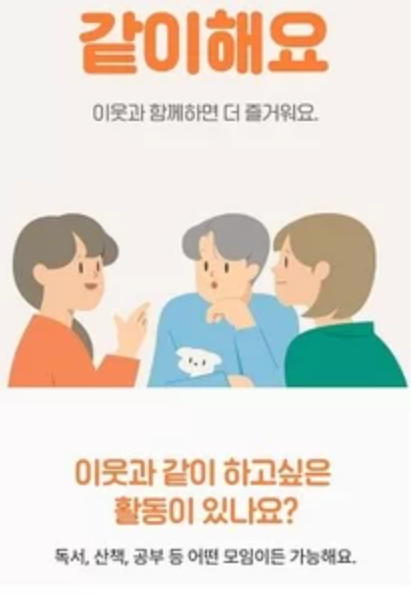 같이해요
이웃과 함께하면 더 즐거워요.
이웃과 같이 하고싶은
활동이 있나요?
독서, 산책, 공부 등 어떤 모임이든 가능해요.